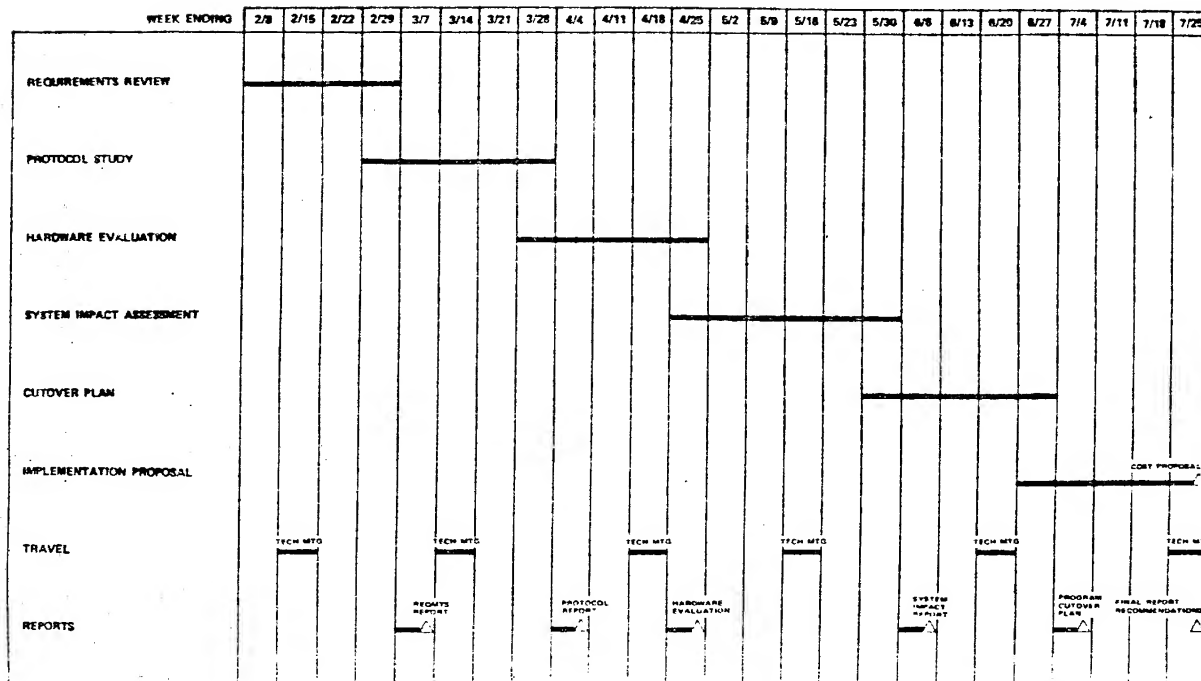 WEEK ENDING 2/8 2/15 2/22 2/29 3/7 3/14 3/21 3/28 4/4 4/11 4/18 4/25 5/2 5/9 5/16 5/23 5/30 6/6 6/13 6/20 6/27 7/4 7/11 7/18 7/25
REQUIREMENTS REVIEW
PROTOCOL STUDY
HARDWARE EVALUATION
SYSTEM IMPACT ASSESSMENT
CUTOVER PLAN
IMPLEMENTATION PROPOSAL
COST PROPOSAL
TRAVEL
TECH MTG TECH MTG TECH MTG TECH MTG TECH MTG TECH M
REPORTS
REQMTS
REPORT
PROTOCOL
REPORT
HARDWARE
EVALUATION
SYSTEM
IMPACT
REPORT
PROGRAM
CUTOVER
PLAN
FINAL REPORT
RECOMMENDATIONS